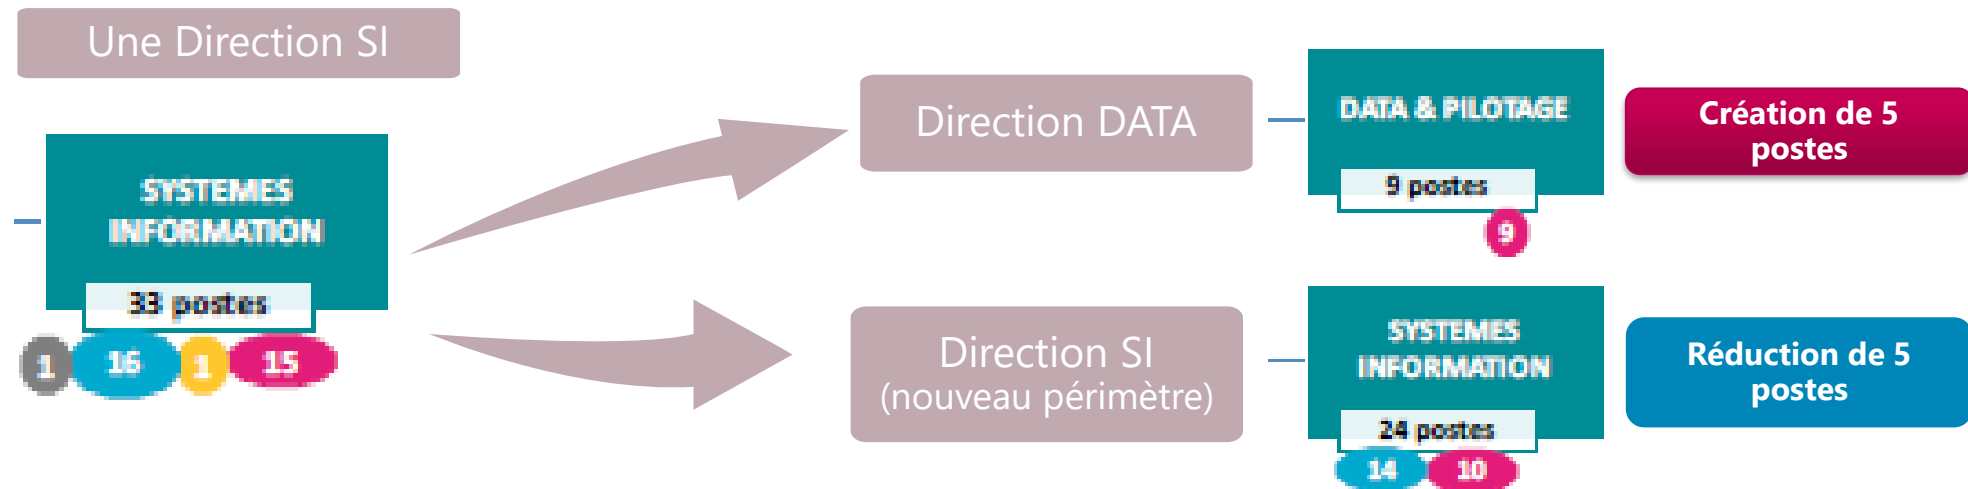 Une Direction SI
SYSTEMES
INFORMATION
33 postes
1
16
1
15
Direction DATA
DATA & PILOTAGE
9 postes
9
Création de 5
postes
Direction SI
(nouveau périmètre)
SYSTEMES
INFORMATION
24 postes
14
10
Réduction de 5
postes